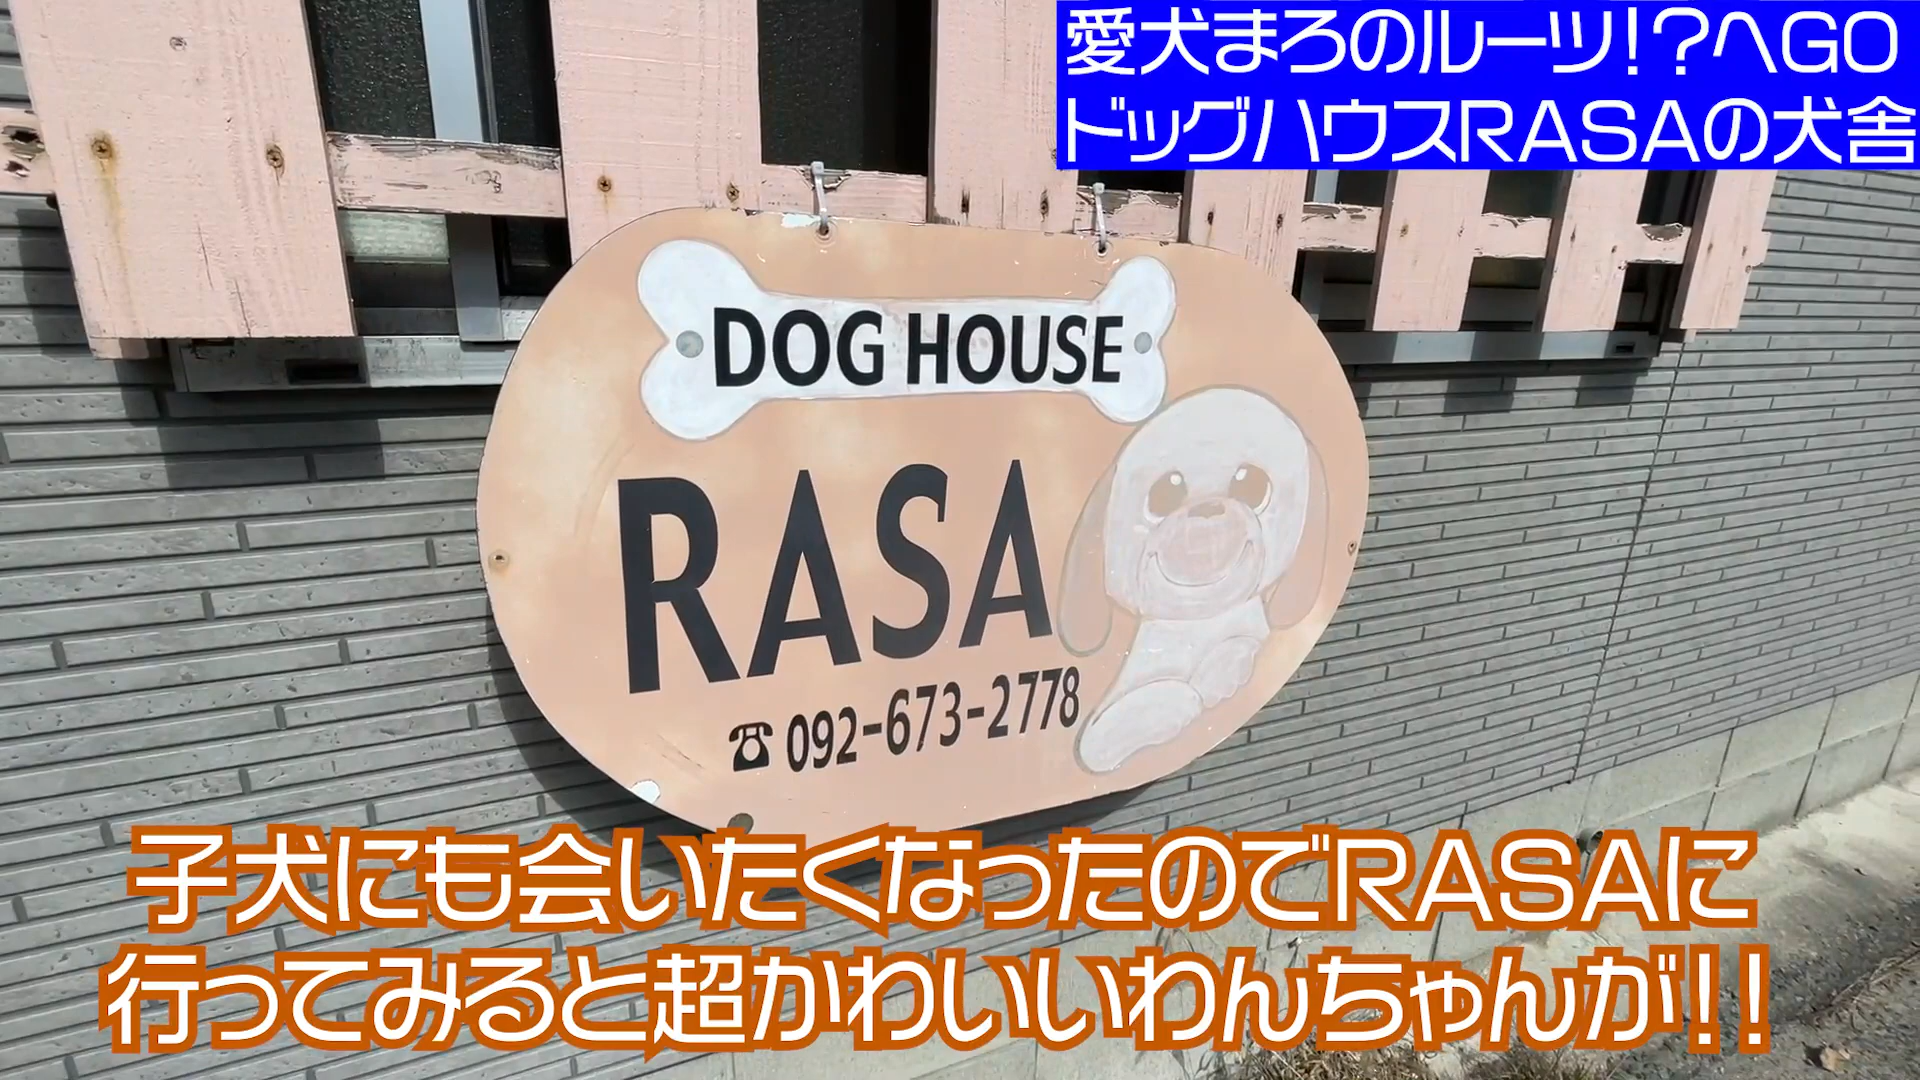 愛犬まろのルーツ!?へGO
ドッグハウスRASAの犬舎
DOG HOUSE
RASA
☎092-673-2778
子犬にも会いたくなったのでRASAに
行ってみると超かわいいわんちゃんが!!